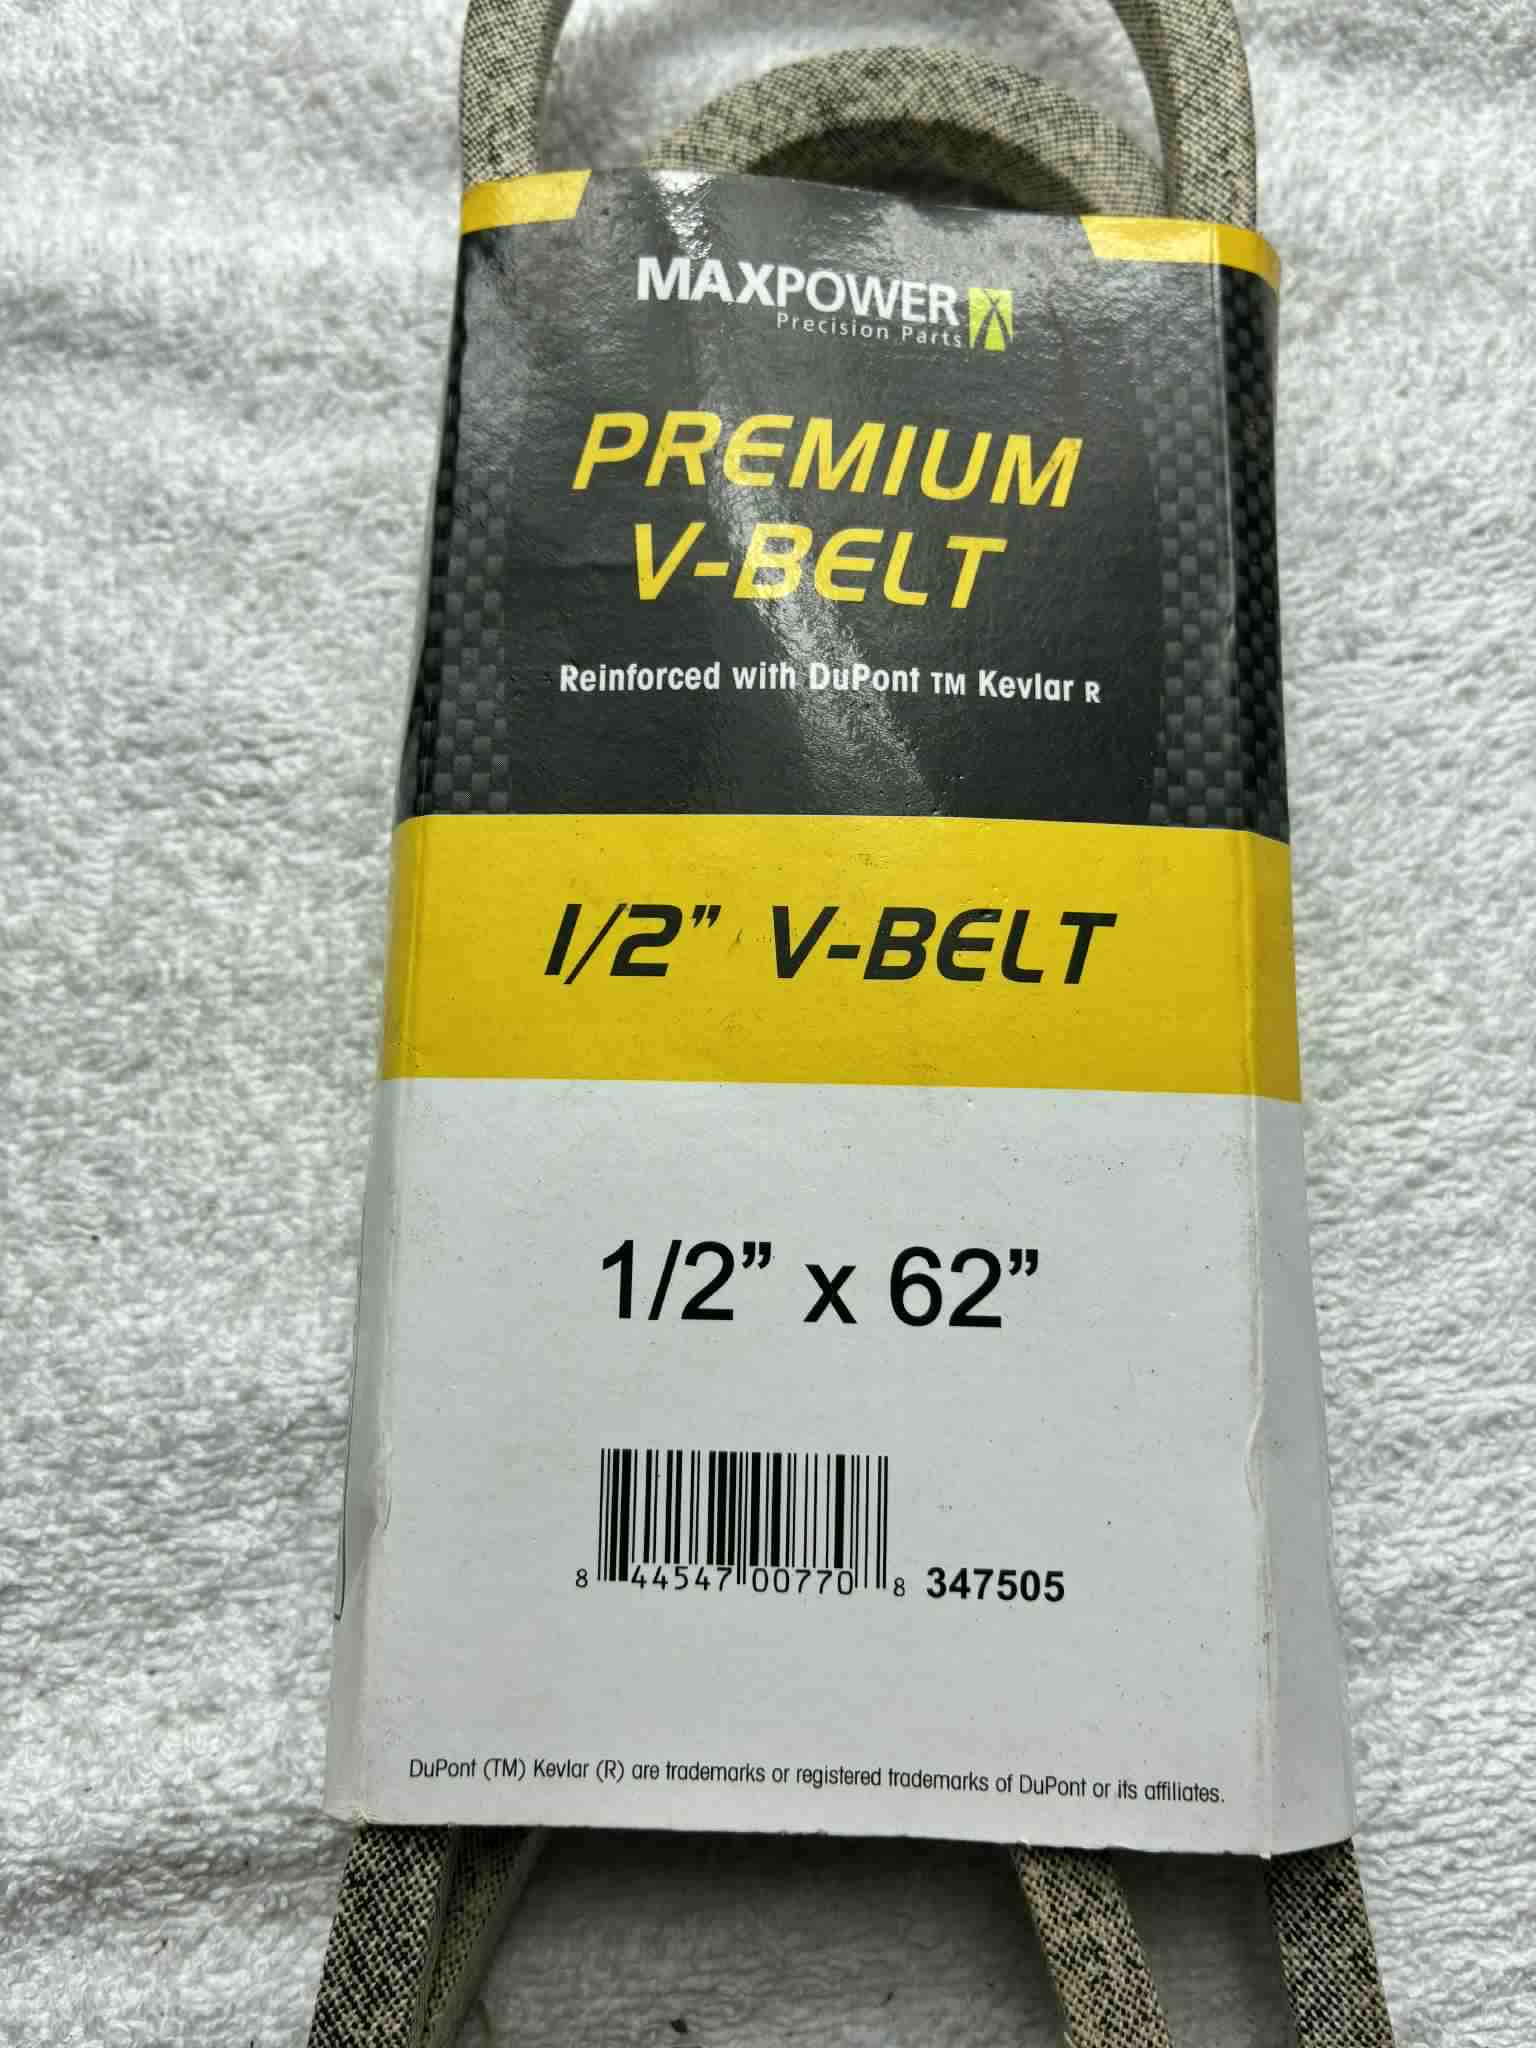 MAXPOWER
Precision Parts
PREMIUM
V-BELT
Reinforced with DuPont TM Kevlar R
1/2" V-BELT
1/2" x 62"
8 44547 00770 8 347505
DuPont (TM) Kevlar (R) are trademarks or registered trademarks of DuPont or its affiliates.